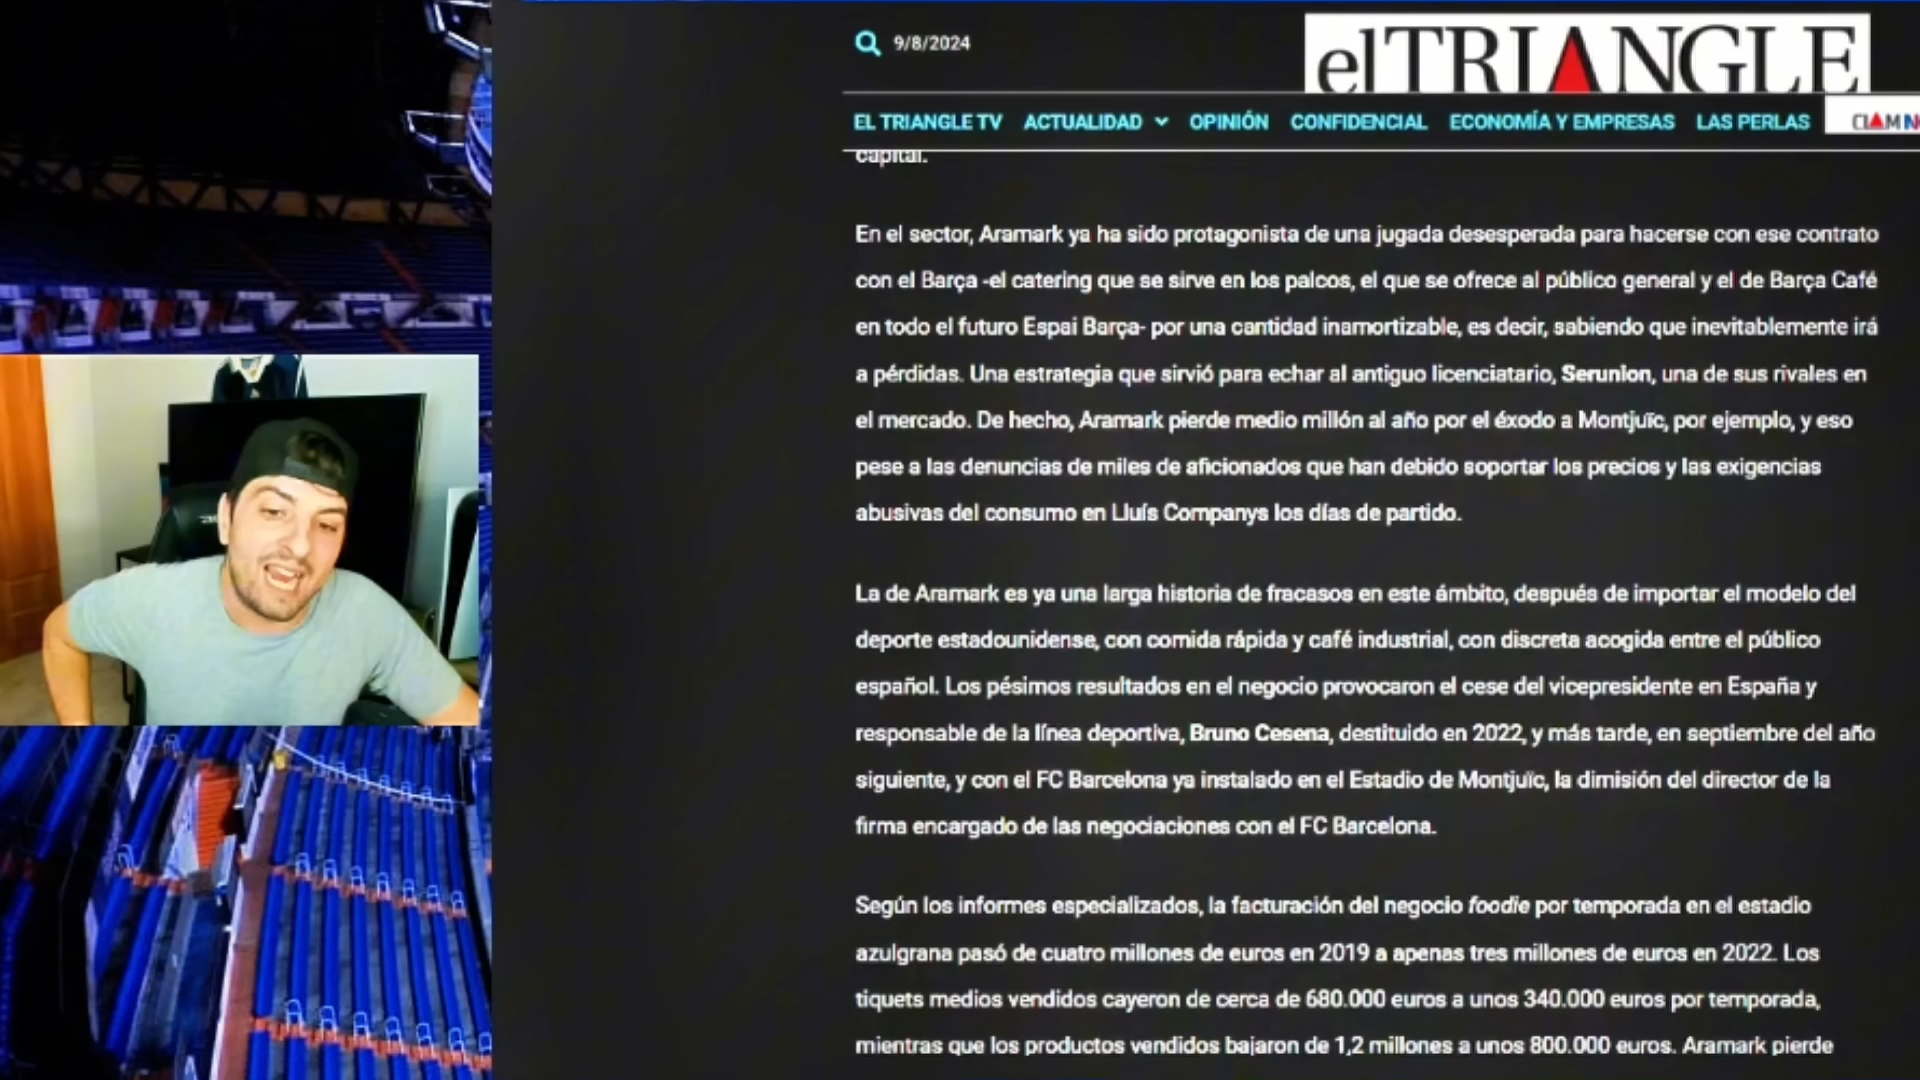 9/8/2024
elTRIANGLE
EL TRIANGLE TV ACTUALIDAD OPINIÓN CONFIDENCIAL ECONOMÍA Y EMPRESAS LAS PERLAS
capital.
En el sector, Aramark ya ha sido protagonista de una jugada desesperada para hacerse con ese contrato
con el Barça -el catering que se sirve en los palcos, el que se ofrece al público general y el de Barça Café
en todo el futuro Espai Barça- por una cantidad inamortizable, es decir, sabiendo que inevitablemente irá
a pérdidas. Una estrategia que sirvió para echar al antiguo licenciatario, Serunion, una de sus rivales en
el mercado. De hecho, Aramark pierde medio millón al año por el éxodo a Montjuïc, por ejemplo, y eso
pese a las denuncias de miles de aficionados que han debido soportar los precios y las exigencias
abusivas del consumo en Lluís Companys los días de partido.
La de Aramark es ya una larga historia de fracasos en este ámbito, después de importar el modelo del
deporte estadounidense, con comida rápida y café industrial, con discreta acogida entre el público
español. Los pésimos resultados en el negocio provocaron el cese del vicepresidente en España y
responsable de la línea deportiva, Bruno Cesena, destituido en 2022, y más tarde, en septiembre del año
siguiente, y con el FC Barcelona ya instalado en el Estadio de Montjuïc, la dimisión del director de la
firma encargado de las negociaciones con el FC Barcelona.
Según los informes especializados, la facturación del negocio foodie por temporada en el estadio
azulgrana pasó de cuatro millones de euros en 2019 a apenas tres millones de euros en 2022. Los
tiquets medios vendidos cayeron de cerca de 680.000 euros a unos 340.000 euros por temporada,
mientras que los productos vendidos bajaron de 1,2 millones a unos 800.000 euros. Aramark pierde